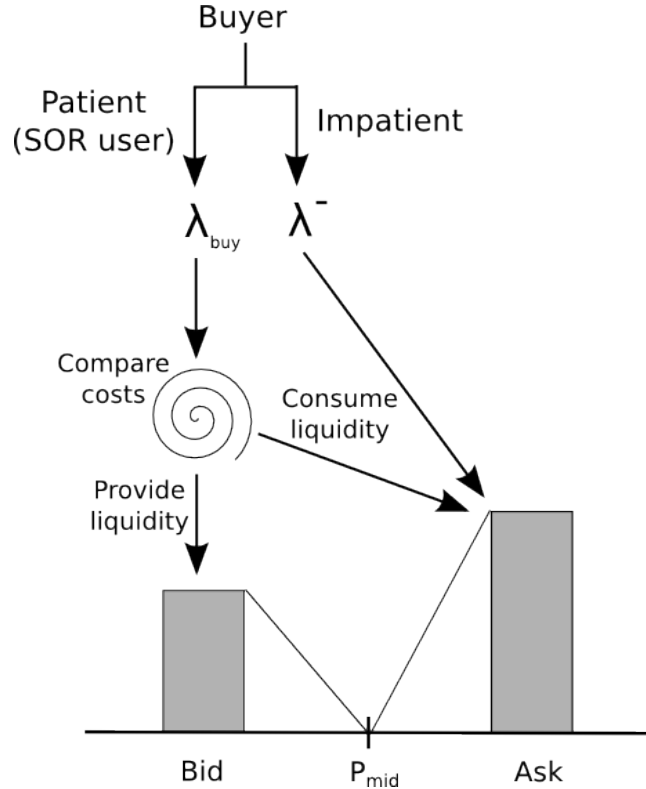 Buyer
Patient
(SOR user)
Impatient
λbuy
λ⁻
Compare
costs
Consume
liquidity
Provide
liquidity
Bid
Pmid
Ask